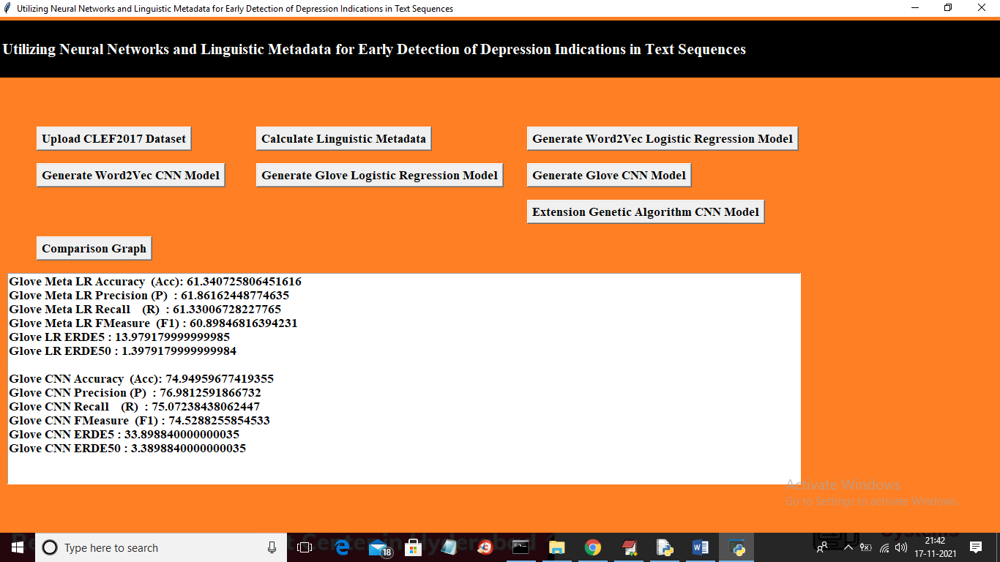 Utilizing Neural Networks and Linguistic Metadata for Early Detection of Depression Indications in Text Sequences
Utilizing Neural Networks and Linguistic Metadata for Early Detection of Depression Indications in Text Sequences
Upload CLEF2017 Dataset
Calculate Linguistic Metadata
Generate Word2Vec Logistic Regression Model
Generate Word2Vec CNN Model
Generate Glove Logistic Regression Model
Generate Glove CNN Model
Extension Genetic Algorithm CNN Model
Comparison Graph
Glove Meta LR Accuracy (Acc): 61.340725806451616
Glove Meta LR Precision (P) : 61.86162448774635
Glove Meta LR Recall (R) : 61.33006728227765
Glove Meta LR FMeasure (F1) : 60.89846816394231
Glove LR ERDE5 : 13.979179999999985
Glove LR ERDE50 : 1.3979179999999984
Glove CNN Accuracy (Acc): 74.94959677419355
Glove CNN Precision (P) : 76.9812591866732
Glove CNN Recall (R) : 75.07238438062447
Glove CNN FMeasure (F1) : 74.5288255854533
Glove CNN ERDE5 : 33.898840000000035
Glove CNN ERDE50 : 3.3898840000000035
Activate Windows
Go to Settings to activate Windows.
Type here to search
18
21:42
17-11-2021